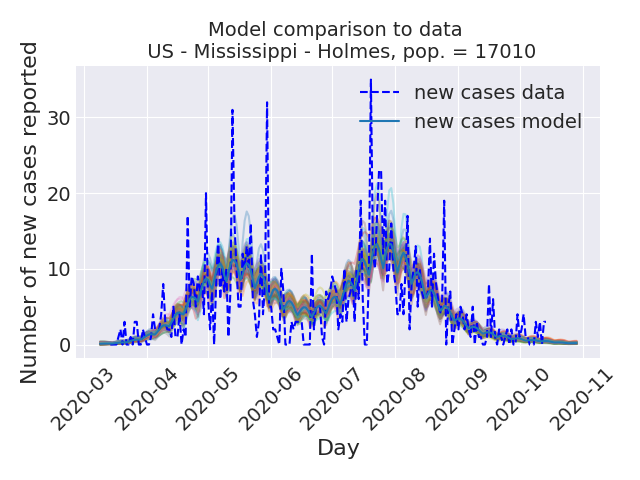 Model comparison to data
US - Mississippi - Holmes, pop. = 17010
Number of new cases reported
30
20
10
0
new cases data
new cases model
2020-03
2020-04
2020-05
2020-06
2020-07
2020-08
2020-09
2020-10
2020-11
Day